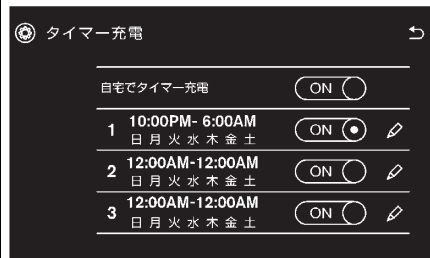 タイマー充電
自宅でタイマー充電 ON
1 10:00PM- 6:00AM ON
日 月 火 水 木 金 土
2 12:00AM-12:00AM ON
日 月 火 水 木 金 土
3 12:00AM-12:00AM ON
日 月 火 水 木 金 土